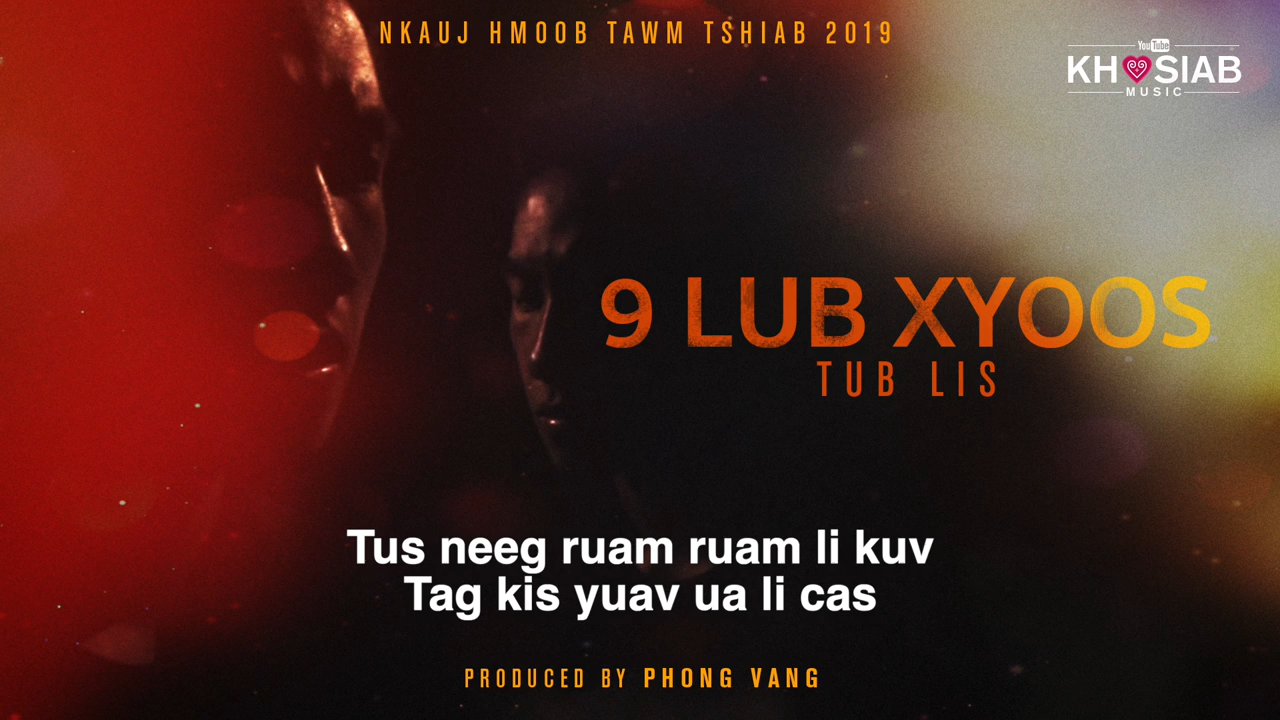 NKAUJ HMOOB TAWM TSHIAB 2019
YouTube
KHOSIAB
MUSIC
9 LUB XYOOS
TUB LIS
Tus neeg ruam ruam li kuv
Tag kis yuav ua li cas
PRODUCED BY PHONG VANG